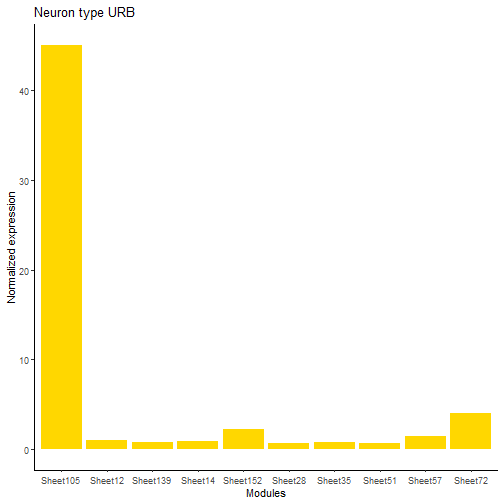 Neuron type URB
Normalized expression
40
30
20
10
0
Sheet105 Sheet12 Sheet139 Sheet14 Sheet152 Sheet28 Sheet35 Sheet51 Sheet57 Sheet72
Modules